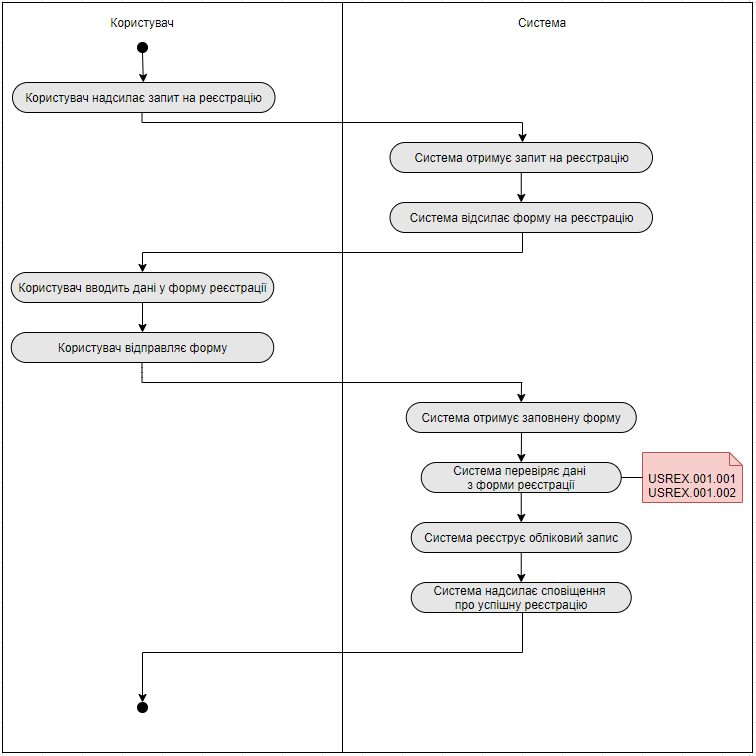 Користувач
Система
Користувач надсилає запит на реєстрацію
Система отримує запит на реєстрацію
Система відсилає форму на реєстрацію
Користувач вводить дані у форму реєстрації
Користувач відправляє форму
Система отримує заповнену форму
Система перевіряє дані
з форми реєстрації
USREX.001.001
USREX.001.002
Система реєструє обліковий запис
Система надсилає сповіщення
про успішну реєстрацію